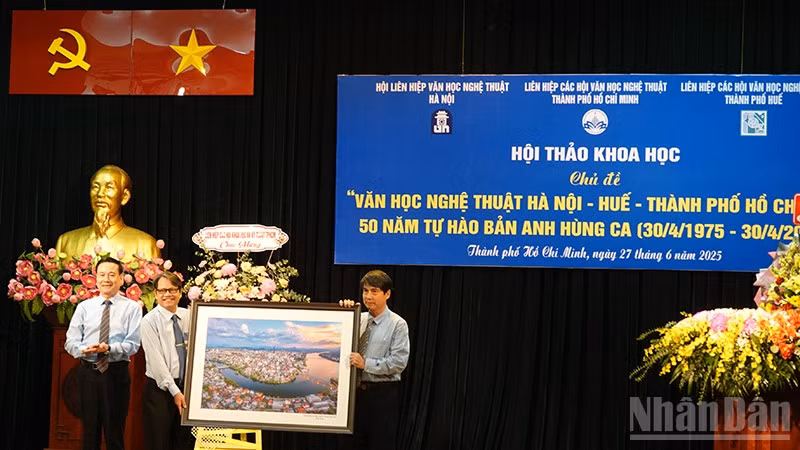 HỘI LIÊN HIỆP VĂN HỌC NGHỆ THUẬT
HÀ NỘI
LIÊN HIỆP CÁC HỘI VĂN HỌC NGHỆ THUẬT
THÀNH PHỐ HỒ CHÍ MINH
LIÊN HIỆP CÁC HỘI VĂN HỌC NGHỆ
THÀNH PHỐ HUẾ
HỘI THẢO KHOA HỌC
Chủ đề
“VĂN HỌC NGHỆ THUẬT HÀ NỘI - HUẾ - THÀNH PHỐ HỒ CH
50 NĂM TỰ HÀO BẢN ANH HÙNG CA (30/4/1975 - 30/4/20
Thành phố Hồ Chí Minh, ngày 27 tháng 6 năm 2025
Chúc Mừng
NhânDân